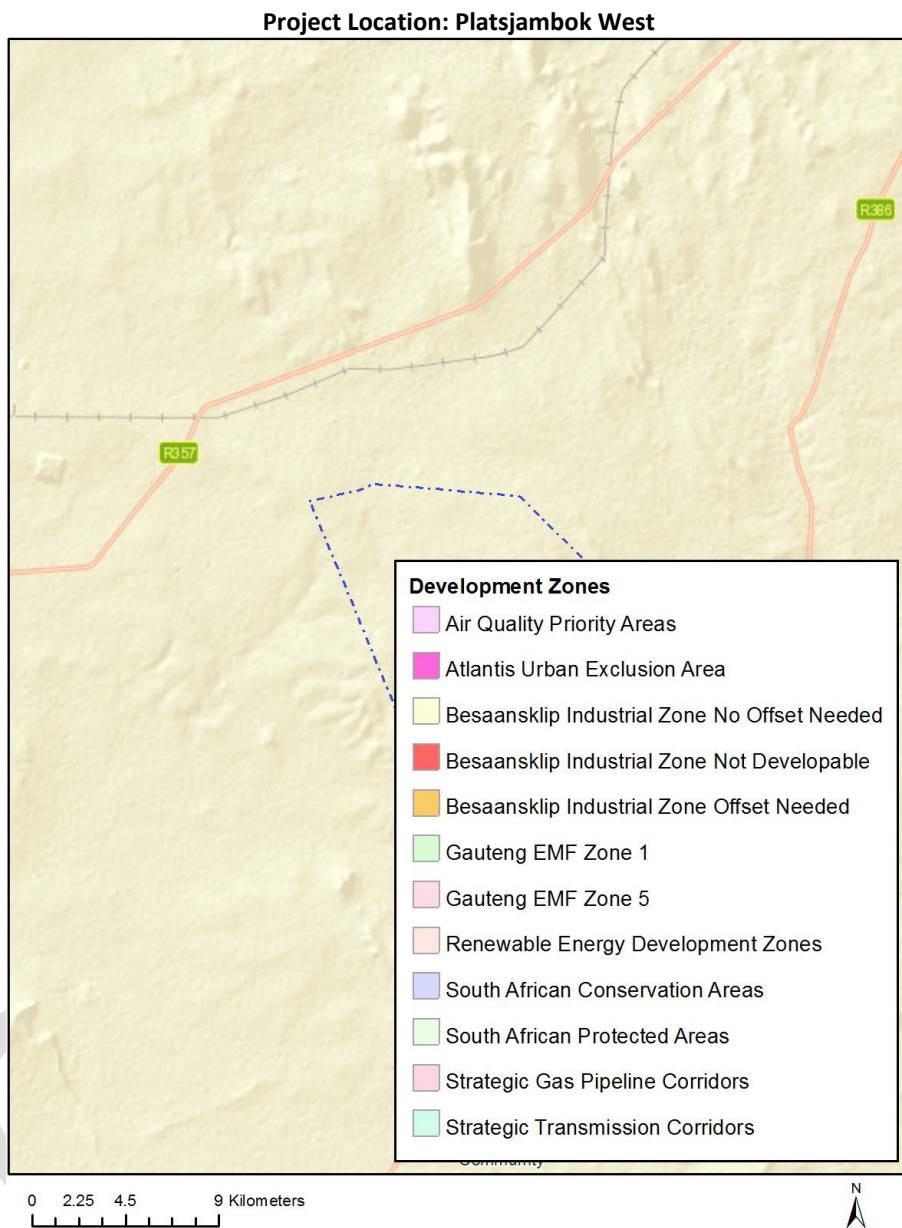 Project Location: Platsjambok West
R386
R357
Development Zones
Air Quality Priority Areas
Atlantis Urban Exclusion Area
Besaansklip Industrial Zone No Offset Needed
Besaansklip Industrial Zone Not Developable
Besaansklip Industrial Zone Offset Needed
Gauteng EMF Zone 1
Gauteng EMF Zone 5
Renewable Energy Development Zones
South African Conservation Areas
South African Protected Areas
Strategic Gas Pipeline Corridors
Strategic Transmission Corridors
Community
0 2.25 4.5 9 Kilometers
N